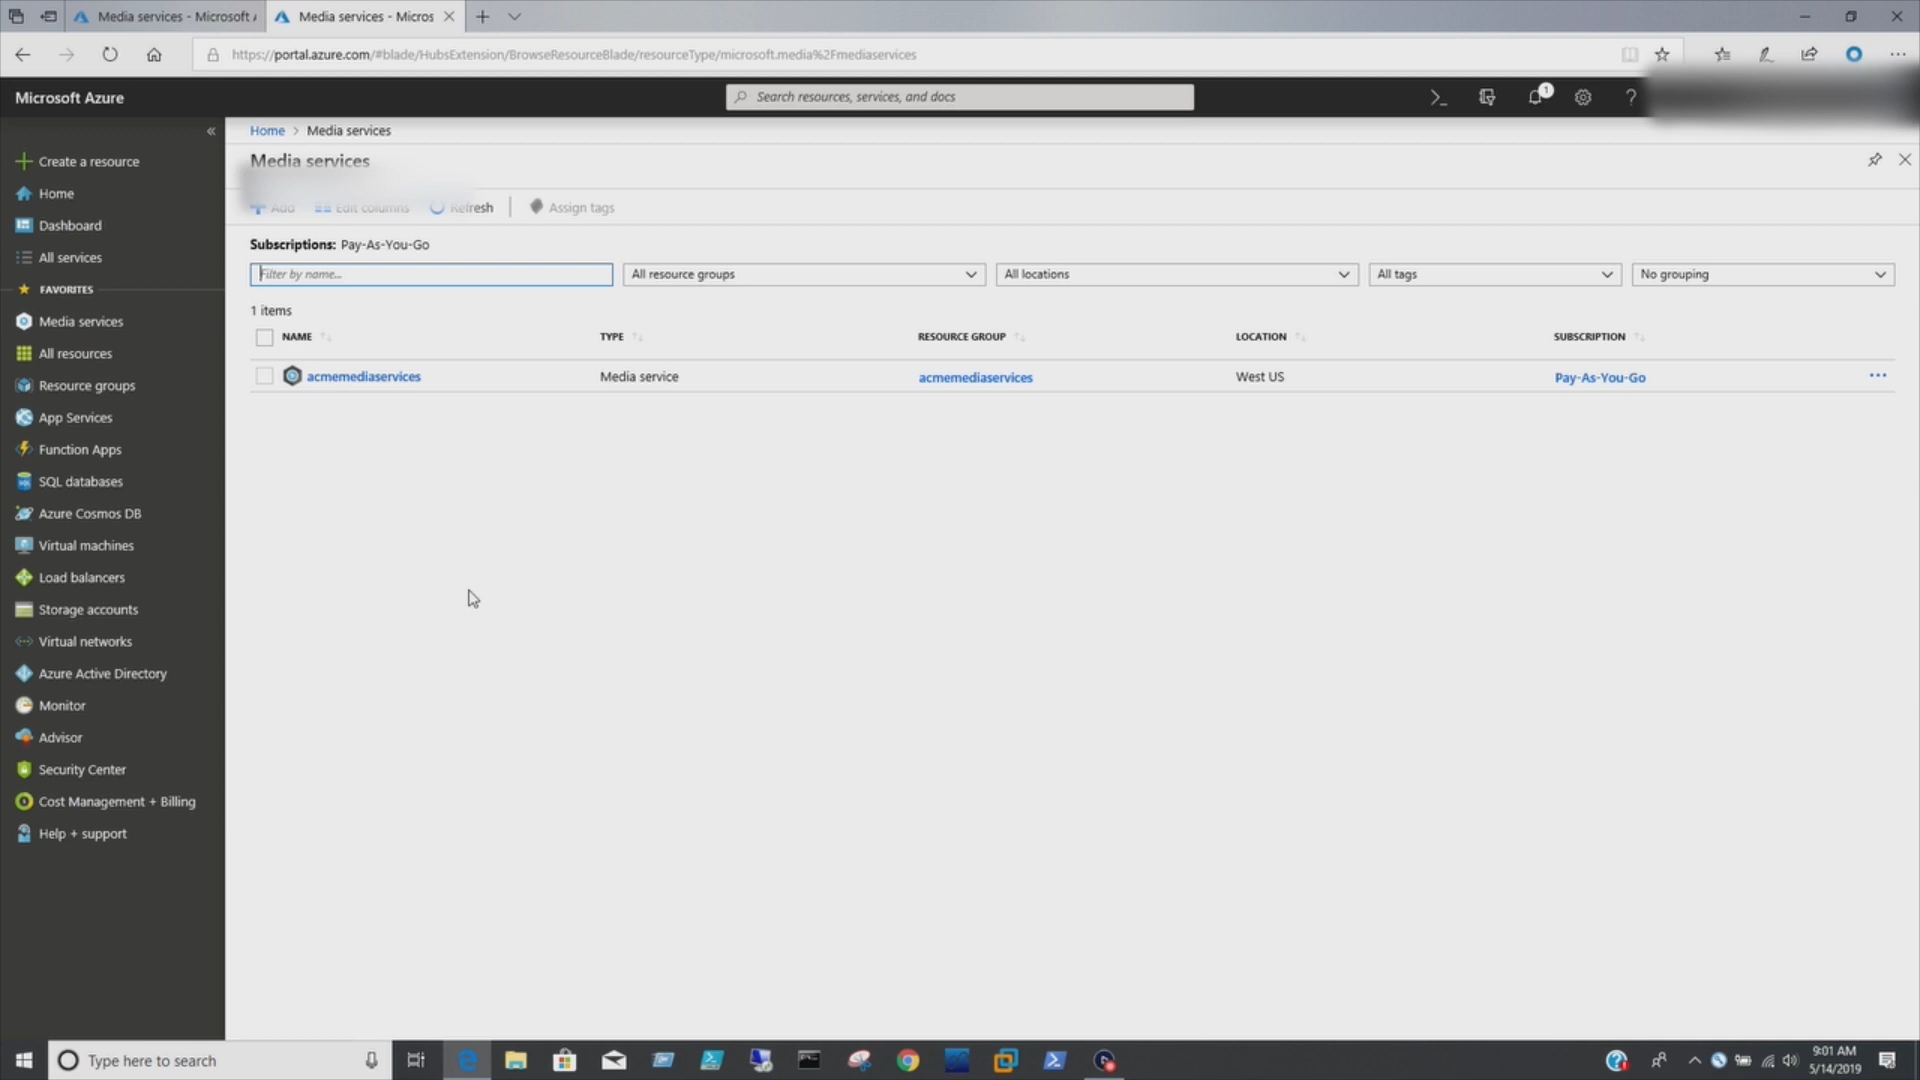 Media services - Microsoft
Media services - Micros
https://portal.azure.com/#blade/HubsExtension/BrowseResourceBlade/resourceType/microsoft.media%2Fmediaservices
Microsoft Azure
Search resources, services, and docs
1
?
Home > Media services
Media services
Add
Edit columns
Refresh
Assign tags
Subscriptions: Pay-As-You-Go
Filter by name...
All resource groups
All locations
All tags
No grouping
1 items
NAME
TYPE
RESOURCE GROUP
LOCATION
SUBSCRIPTION
acmemediaservices
Media service
acmemediaservices
West US
Pay-As-You-Go
Create a resource
Home
Dashboard
All services
FAVORITES
Media services
All resources
Resource groups
App Services
Function Apps
SQL databases
Azure Cosmos DB
Virtual machines
Load balancers
Storage accounts
Virtual networks
Azure Active Directory
Monitor
Advisor
Security Center
Cost Management + Billing
Help + support
Type here to search
9:01 AM
5/14/2019